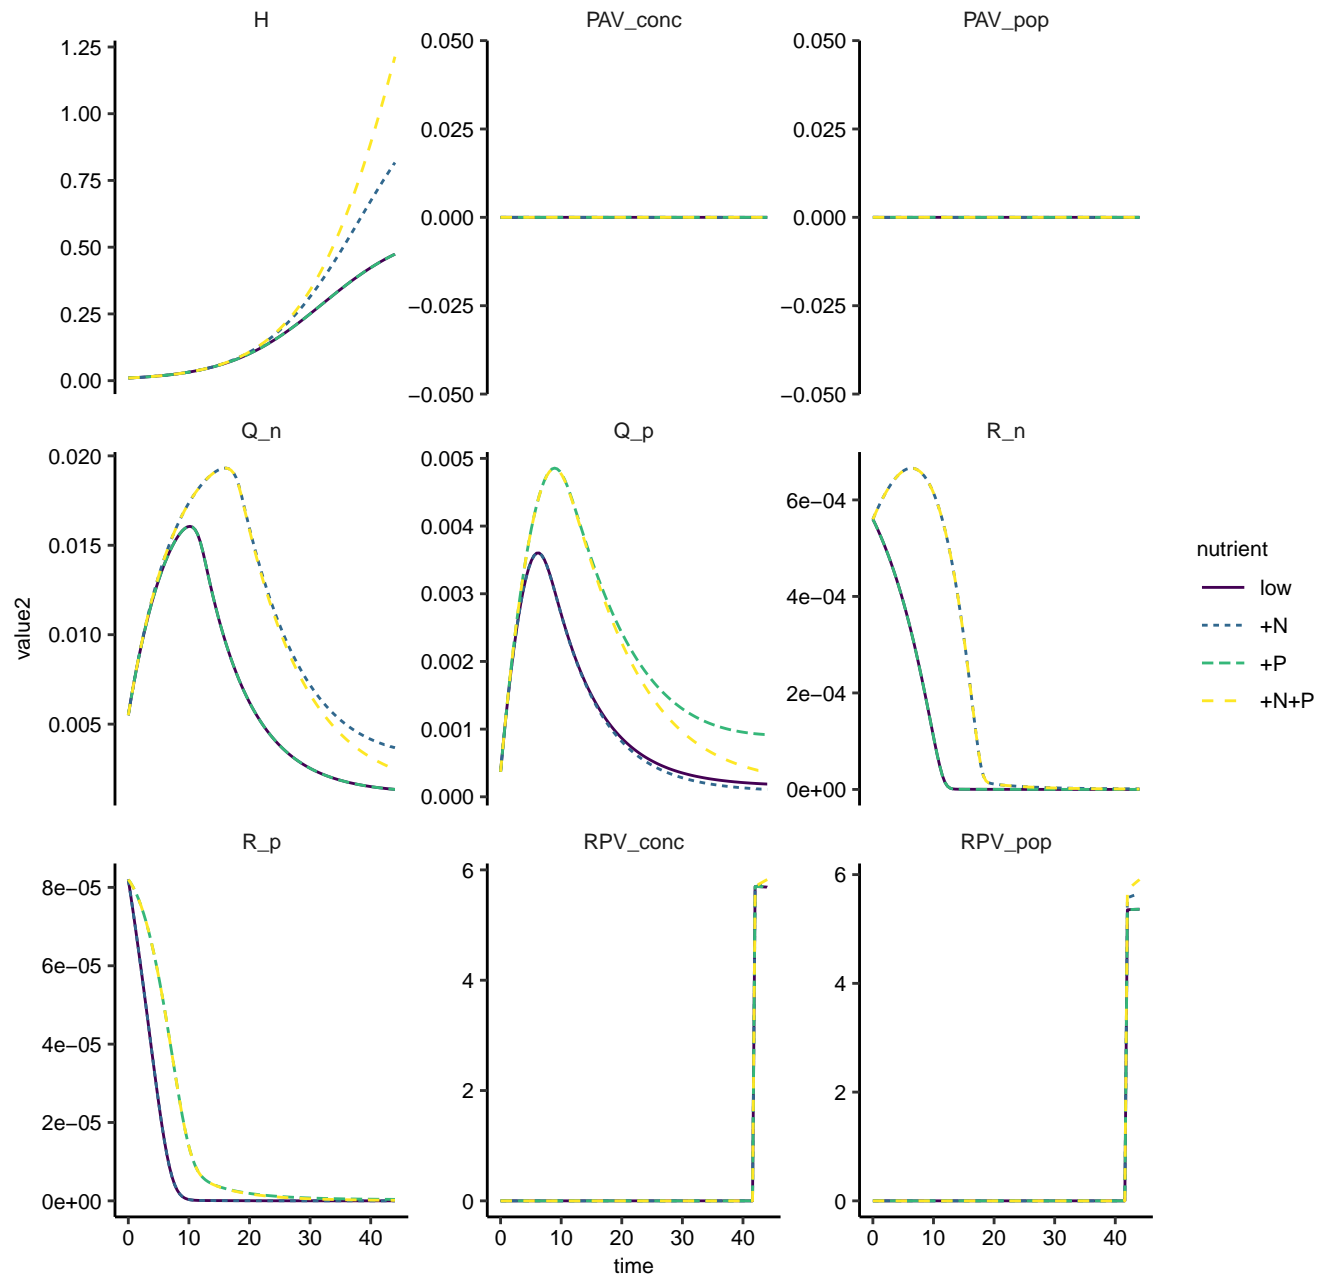 H
PAV_conc
PAV_pop
1.25
1.00
0.75
0.50
0.25
0.00
0.050
0.025
0.000
−0.025
−0.050
0.050
0.025
0.000
−0.025
−0.050
Q_n
Q_p
R_n
0.020
0.015
0.010
0.005
0.005
0.004
0.003
0.002
0.001
0.000
6e−04
4e−04
2e−04
0e+00
value2
nutrient
low
+N
+P
+N+P
R_p
RPV_conc
RPV_pop
8e−05
6e−05
4e−05
2e−05
0e+00
6
4
2
0
6
4
2
0
0 10 20 30 40
0 10 20 30 40
0 10 20 30 40
time